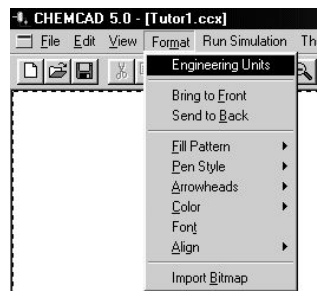 CHEMCAD 5.0 - [Tutor1.ccx]
File Edit View Format Run Simulation Th
Engineering Units
Bring to Front
Send to Back
Fill Pattern
Pen Style
Arrowheads
Color
Font
Align
Import Bitmap